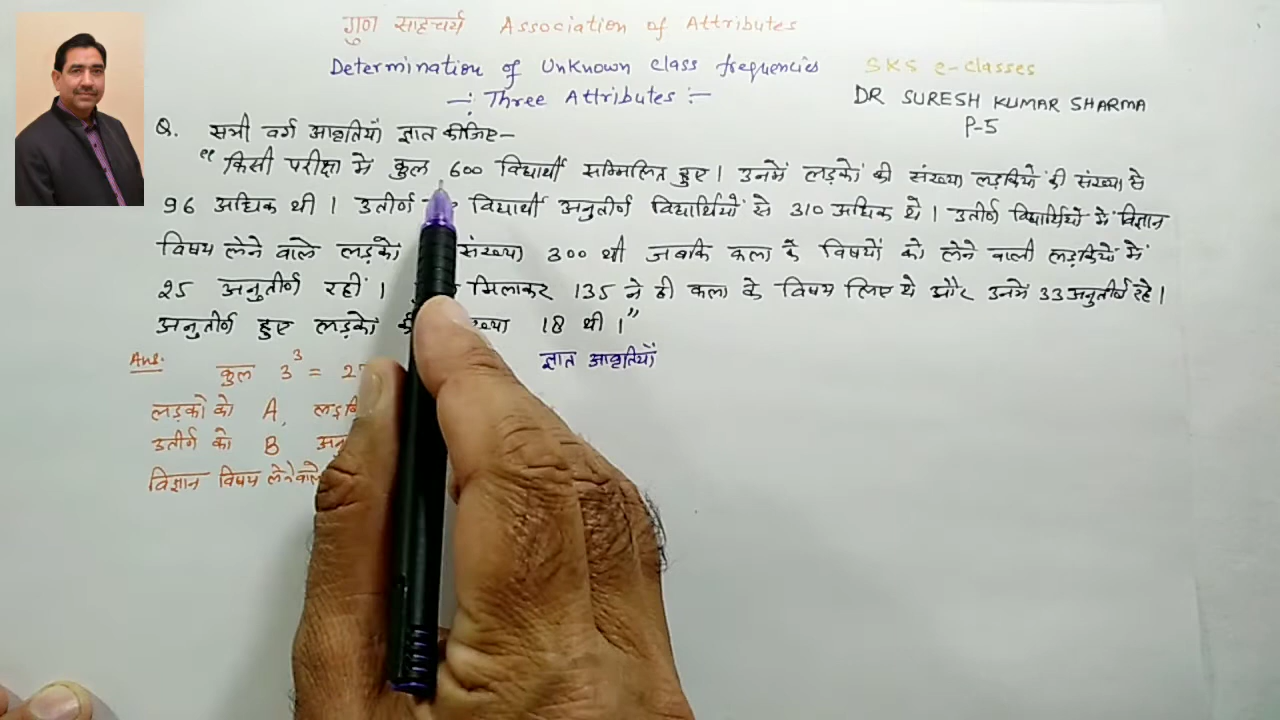 गुण साहचर्य Association of Attributes
Determination of Unknown class frequencies SKS e-classes
-: Three Attributes :- DR SURESH KUMAR SHARMA
P-5
Q. सभी वर्ग आवृतियाँ ज्ञात कीजिए-
"किसी परीक्षा में कुल 600 विद्यार्थी सम्मिलित हुए। उनमें लड़कों की संख्या लड़कियों की संख्या से
96 अधिक थी। उतीर्ण विद्यार्थी अनुतीर्ण विद्यार्थियों से 310 अधिक थे। उतीर्ण विद्यार्थियों में विज्ञान
विषय लेने वाले लड़कों संख्या 300 थी जबकि कला के विषयों को लेने वाली लड़कियों में
25 अनुतीर्ण रहीं। मिलाकर 135 ने ही कला के विषय लिए थे और उनमें 33 अनुतीर्ण रहे।
अनुतीर्ण हुए लड़कों 18 थी।"
Ans. कुल 3³ = ज्ञात आवृतियाँ
लड़कों को A,
उतीर्ण को B
विज्ञान विषय लेनेवाले